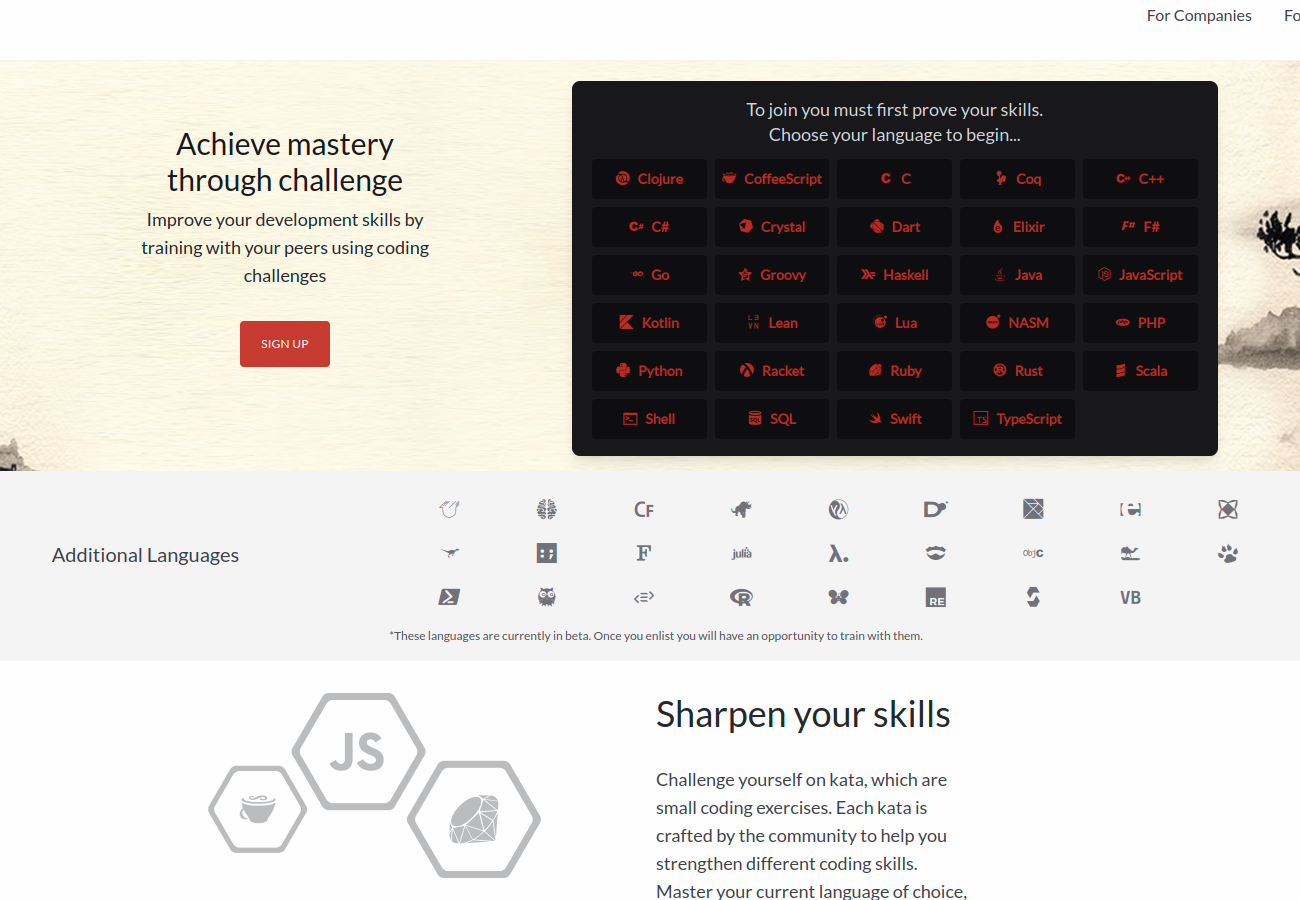 For Companies Fo
Achieve mastery
through challenge
Improve your development skills by
training with your peers using coding
challenges
SIGN UP
To join you must first prove your skills.
Choose your language to begin...
Clojure CoffeeScript C C Coq C++ C++
C# C# Crystal Dart Elixir F# F#
GO Go Groovy Haskell Java JS JavaScript
Kotlin L∃∀N Lean Lua NASM php PHP
Python Racket Ruby Rust Scala
Shell SQL SQL Swift TS TypeScript
Additional Languages
CF D
F julia λ. ObjC
R RE VB
*These languages are currently in beta. Once you enlist you will have an opportunity to train with them.
JS
Sharpen your skills
Challenge yourself on kata, which are
small coding exercises. Each kata is
crafted by the community to help you
strengthen different coding skills.
Master your current language of choice,